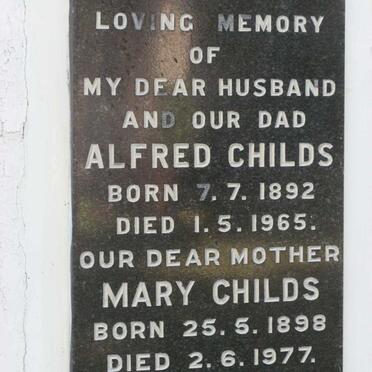 LOVING MEMORY
OF
MY DEAR HUSBAND
AND OUR DAD
ALFRED CHILDS
BORN 7.7.1892
DIED 1.5.1965.
OUR DEAR MOTHER
MARY CHILDS
BORN 25.5.1898
DIED 2.6.1977.